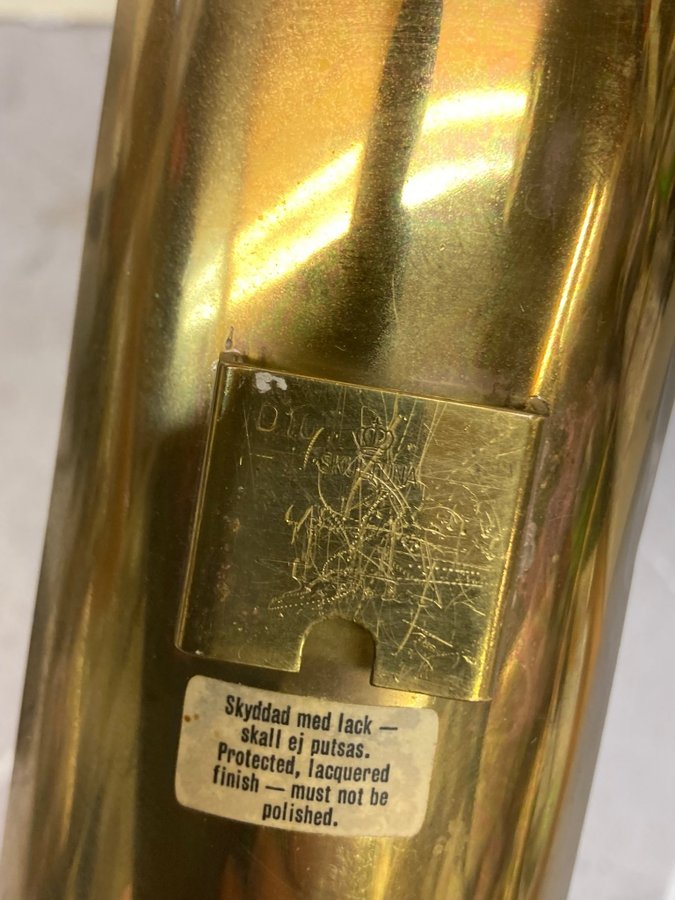 Skyddad med lack —
skall ej putsas.
Protected, lacquered
finish — must not be
polished.